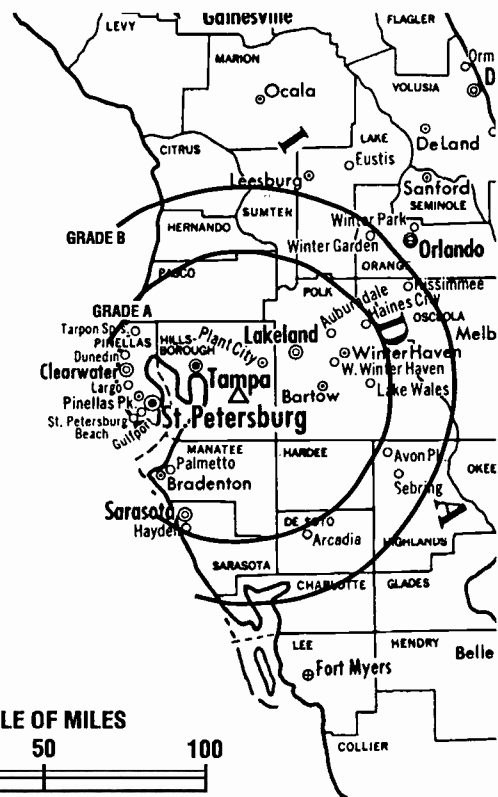 Gainesville
FLAGLER
LEVY
Orm
MARION
D
VOLUSIA
Ocala
DeLand
CITRUS
I
LAKE
Eustis
Leesburg
Sanford
SEMINOLE
SUMTER
Winter Park
HERNANDO
GRADE B
Winter Garden
Orlando
ORANGE
PASCO
Kissimmee
POLK
Auburndale
Haines City
OSCEOLA
GRADE A
D
Melb
Tarpon Sps.
PINELLAS
HILLS-
BOROUGH
Plant City
Lakeland
Dunedin
Winter Haven
Clearwater
W. Winter Haven
Tampa
Largo
Bartow
Lake Wales
Pinellas Pk.
St. Petersburg
St. Petersburg
Beach
Gulfport
MANATEE
HARDEE
Avon Pk.
Palmetto
OKEE
Bradenton
Sebring
Sarasota
A
DE SOTO
Hayden
Arcadia
HIGHLANDS
SARASOTA
CHARLOTTE
GLADES
LEE
HENDRY
Belle
Fort Myers
LE OF MILES
50
100
COLLIER